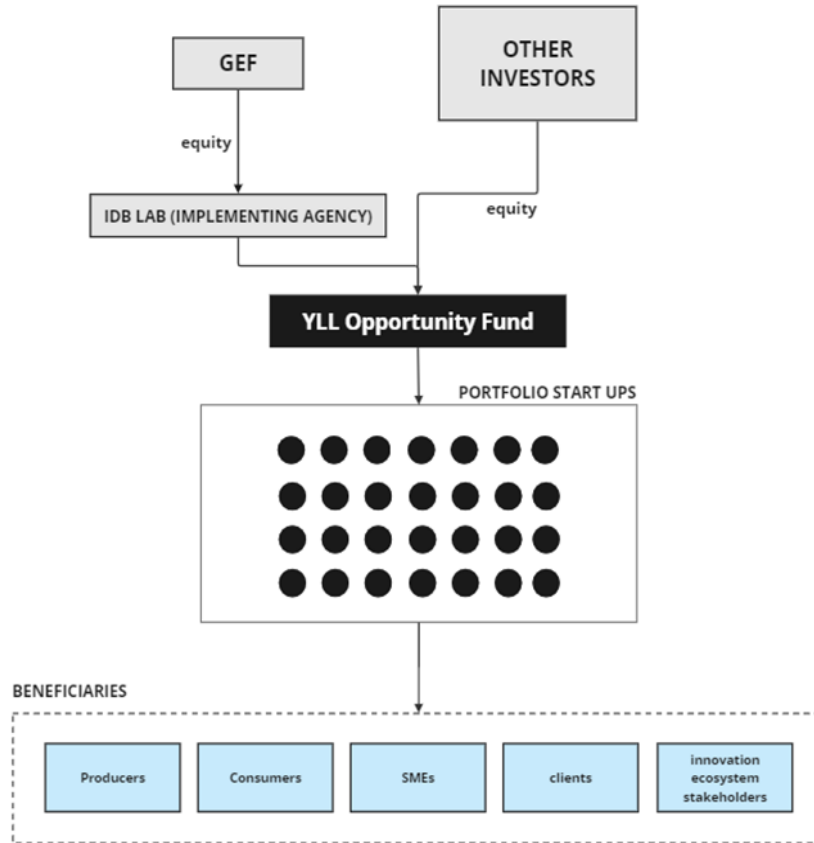 GEF
OTHER
INVESTORS
equity
IDB LAB (IMPLEMENTING AGENCY)
equity
YLL Opportunity Fund
PORTFOLIO START UPS
BENEFICIARIES
Producers
Consumers
SMEs
clients
innovation
ecosystem
stakeholders